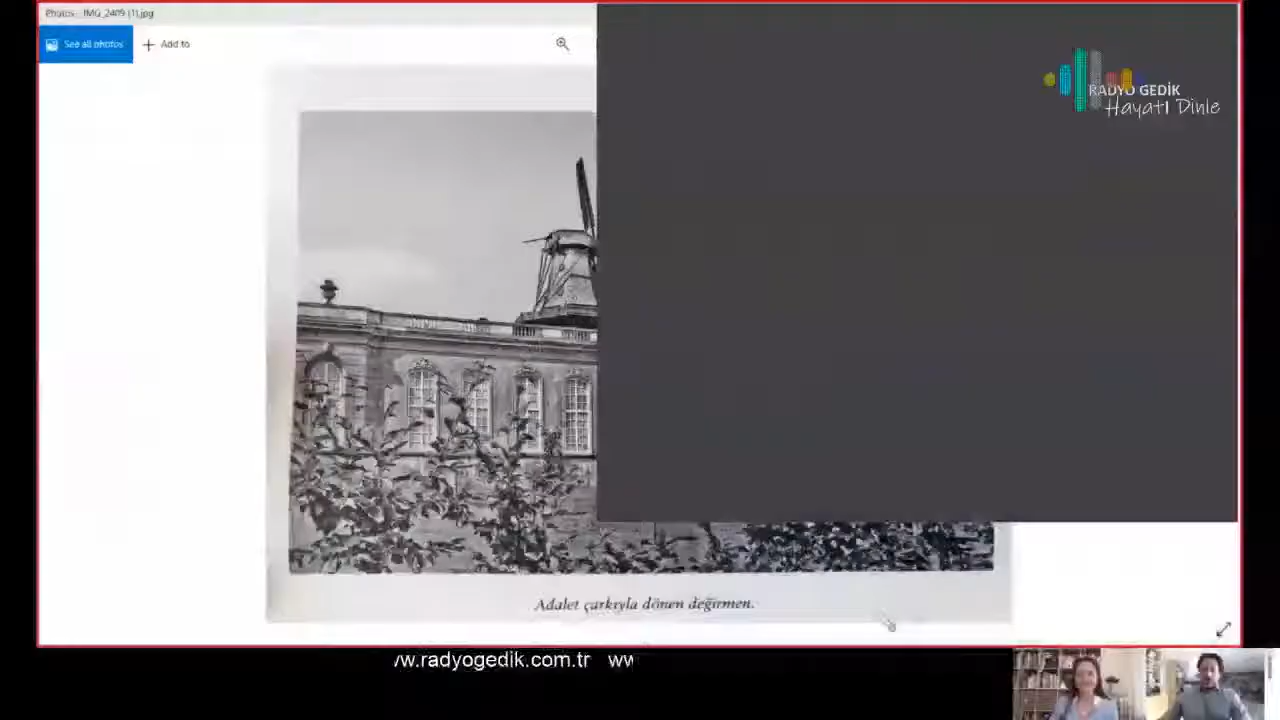 Photos - IMG_2409 (1).jpg
See all photos
Add to
RADYO GEDİK
Hayatı Dinle
Adalet çarkıyla dönen değirmen.
w.radyogedik.com.tr ww